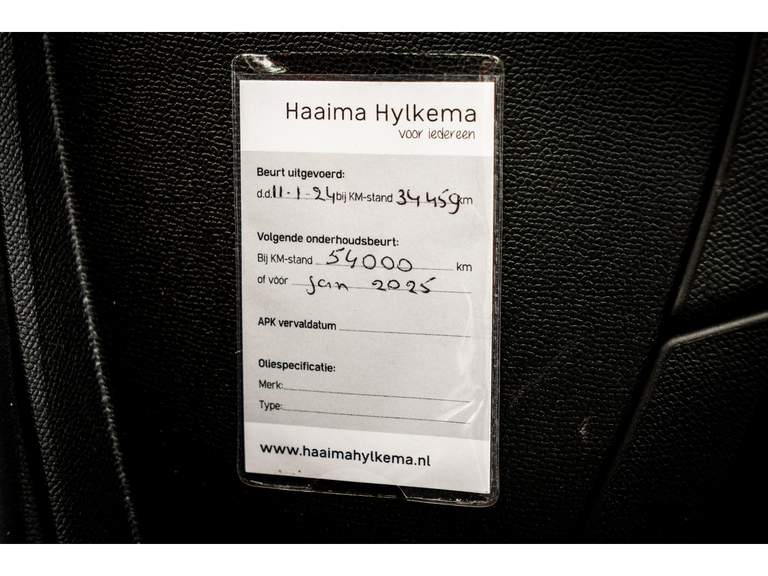 Haaima Hylkema
voor iedereen
Beurt uitgevoerd:
d.d. 11-1-24 bij KM-stand 34459 km
Volgende onderhoudsbeurt:
Bij KM-stand 54000 km
of vóór jan 2025
APK vervaldatum
Oliespecificatie:
Merk:
Type:
www.haaimahylkema.nl